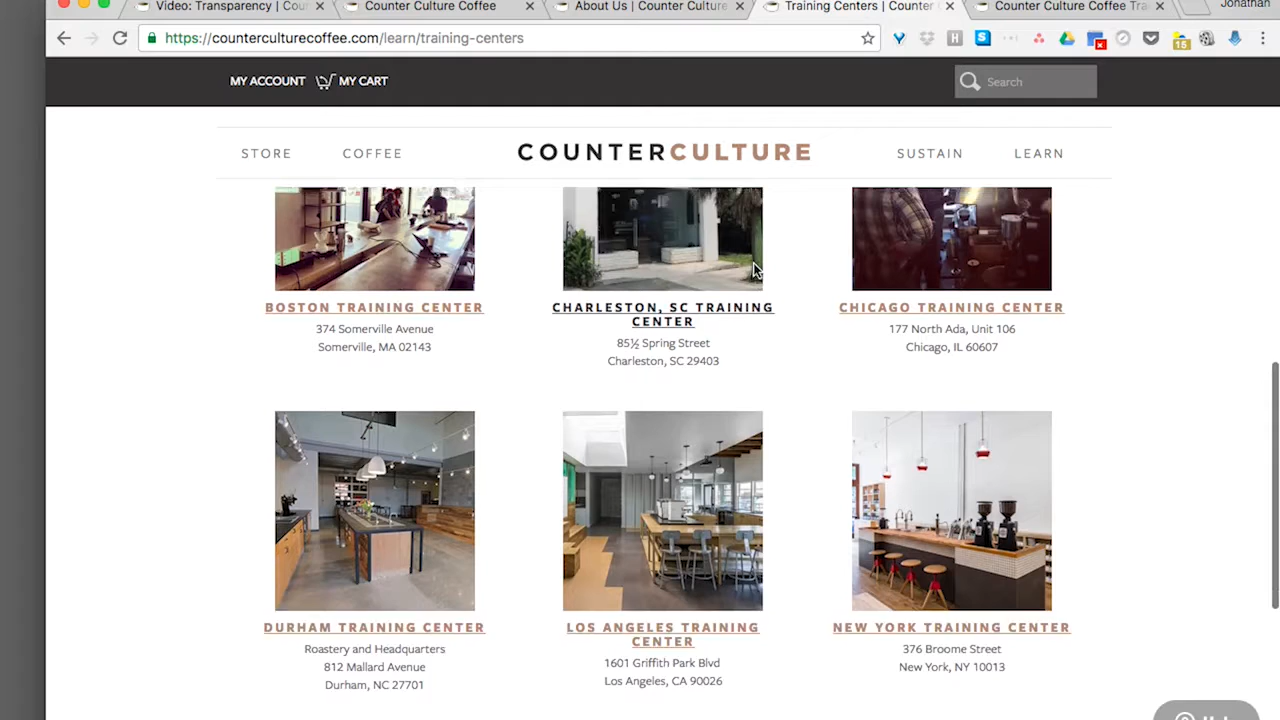 Video: Transparency | Coun
Counter Culture Coffee
About Us | Counter Culture
Training Centers | Counter
Counter Culture Coffee Tra
Jonathan
https://counterculturecoffee.com/learn/training-centers
15
MY ACCOUNT
MY CART
Search
STORE
COFFEE
COUNTERCULTURE
SUSTAIN
LEARN
BOSTON TRAINING CENTER
374 Somerville Avenue
Somerville, MA 02143
CHARLESTON, SC TRAINING
CENTER
85½ Spring Street
Charleston, SC 29403
CHICAGO TRAINING CENTER
177 North Ada, Unit 106
Chicago, IL 60607
DURHAM TRAINING CENTER
Roastery and Headquarters
812 Mallard Avenue
Durham, NC 27701
LOS ANGELES TRAINING
CENTER
1601 Griffith Park Blvd
Los Angeles, CA 90026
NEW YORK TRAINING CENTER
376 Broome Street
New York, NY 10013